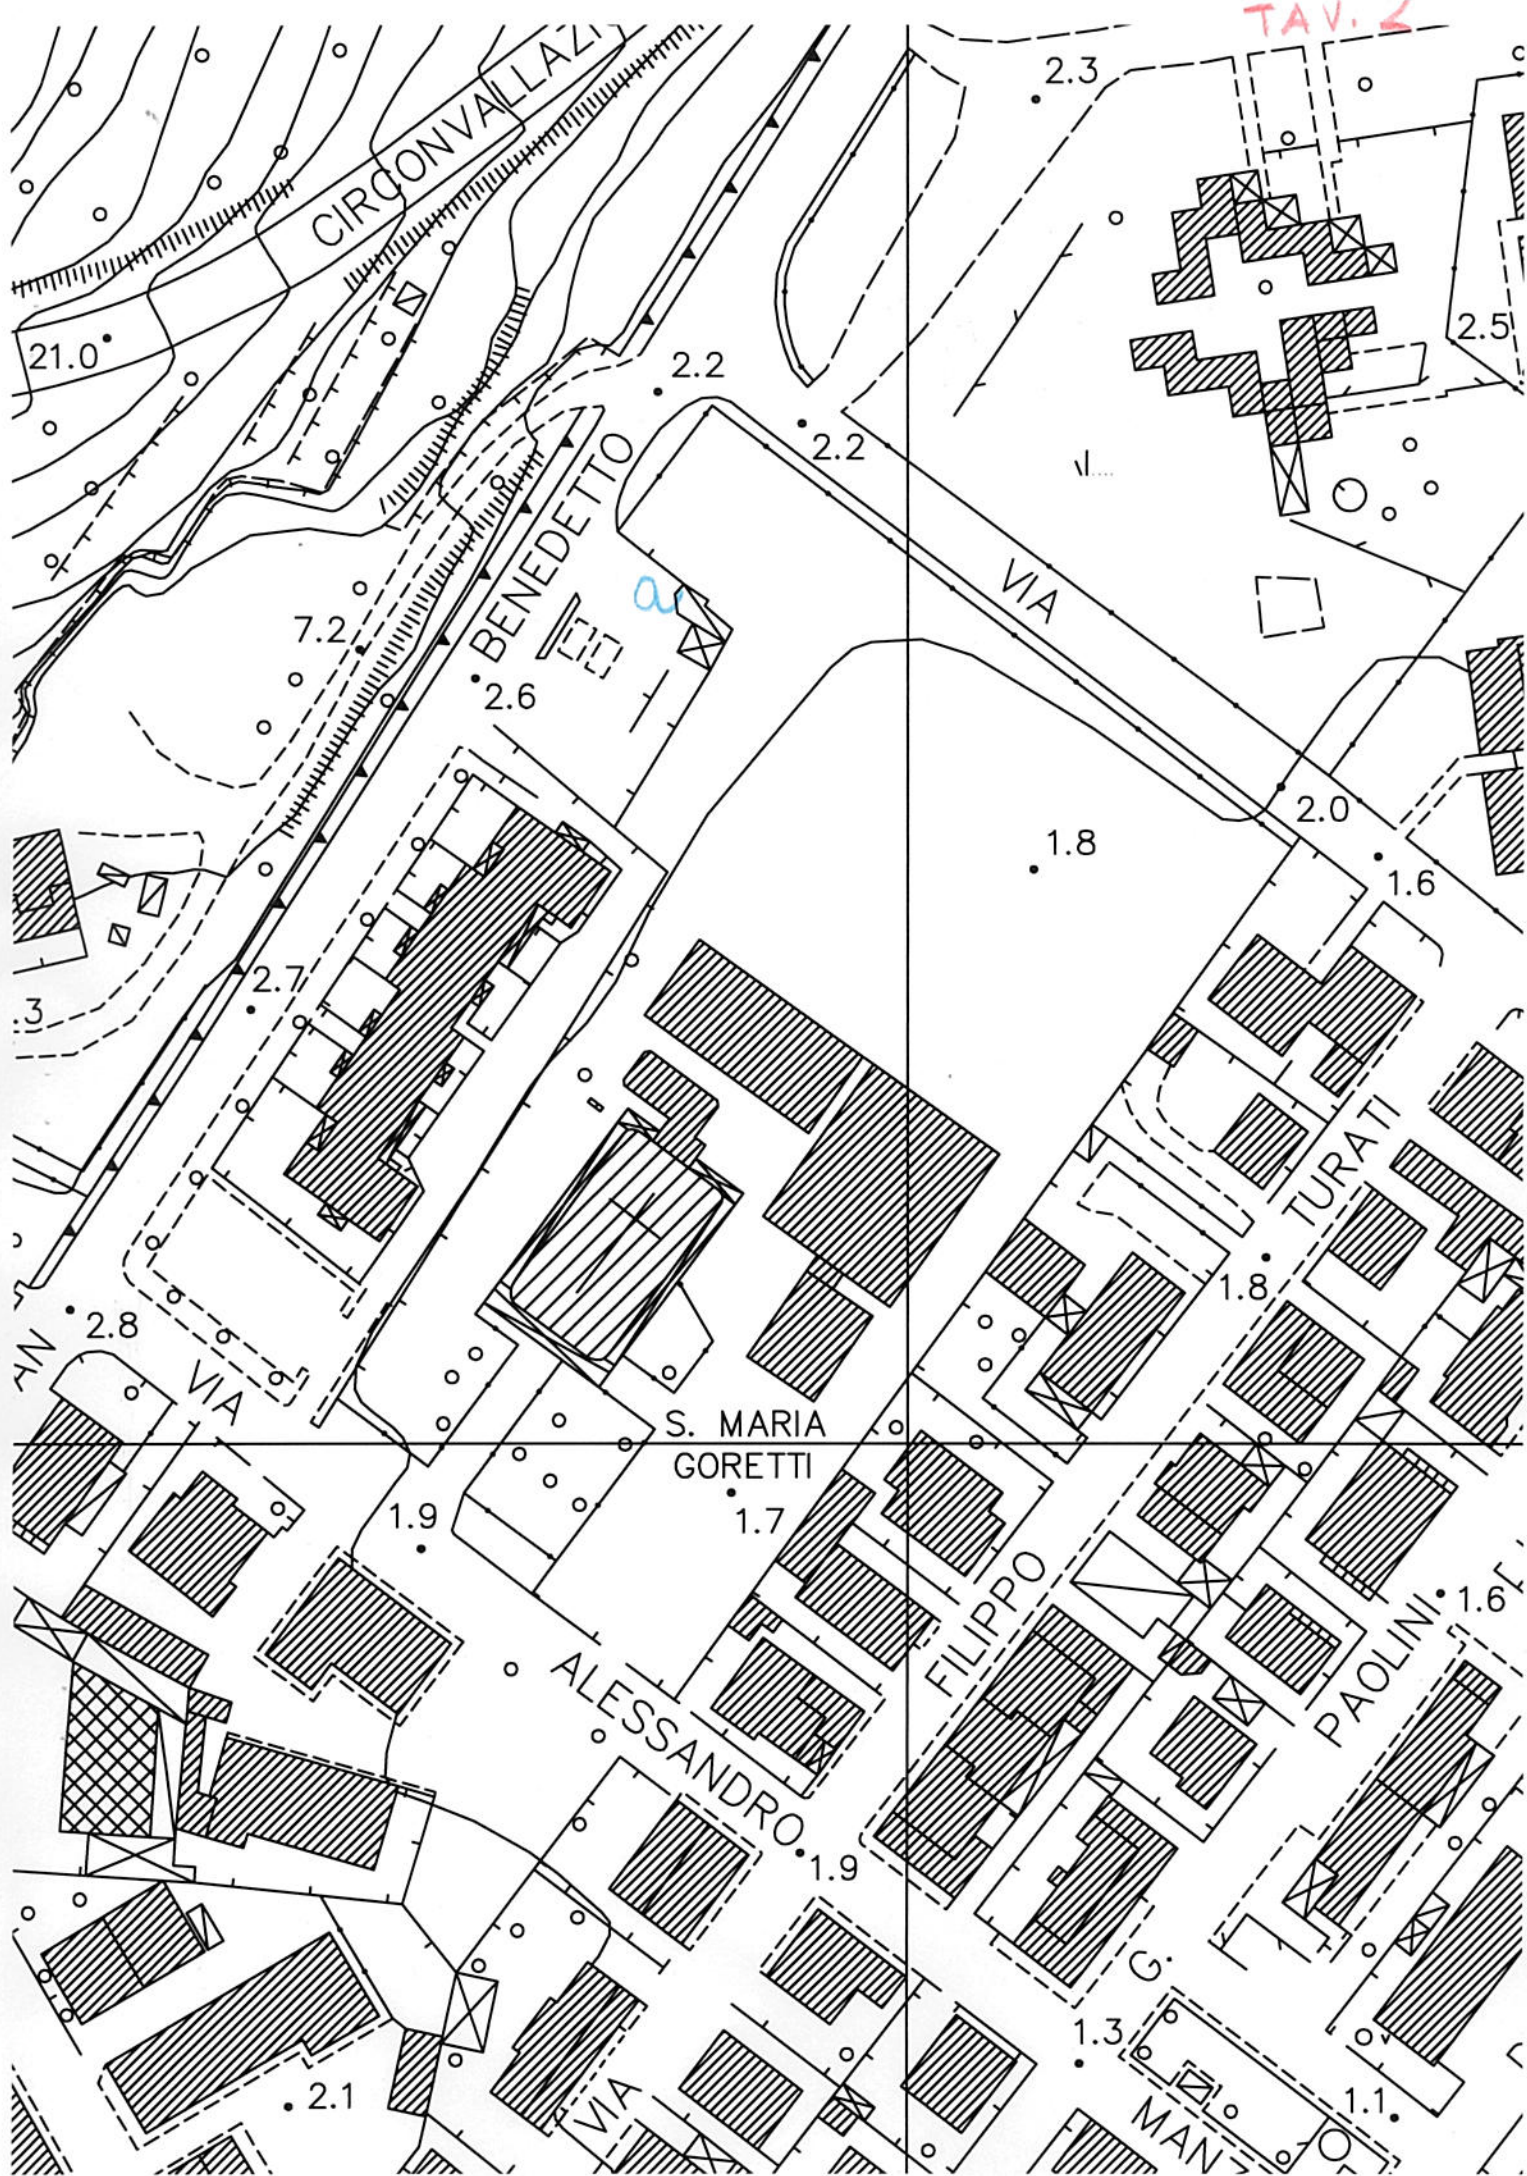 TAV. 2
2.3
CIRCONVALLAZI
21.0
2.5
2.2
2.2
BENEDETTO
VIA
a
7.2
2.6
2.0
1.8
1.6
2.7
.3
TURATI
1.8
2.8
AN
VIA
S. MARIA
GORETTI
1.9
1.7
FILIPPO
1.6
PAOLINI
ALESSANDRO
1.9
G.
1.3
2.1
VIA
MANZ
1.1